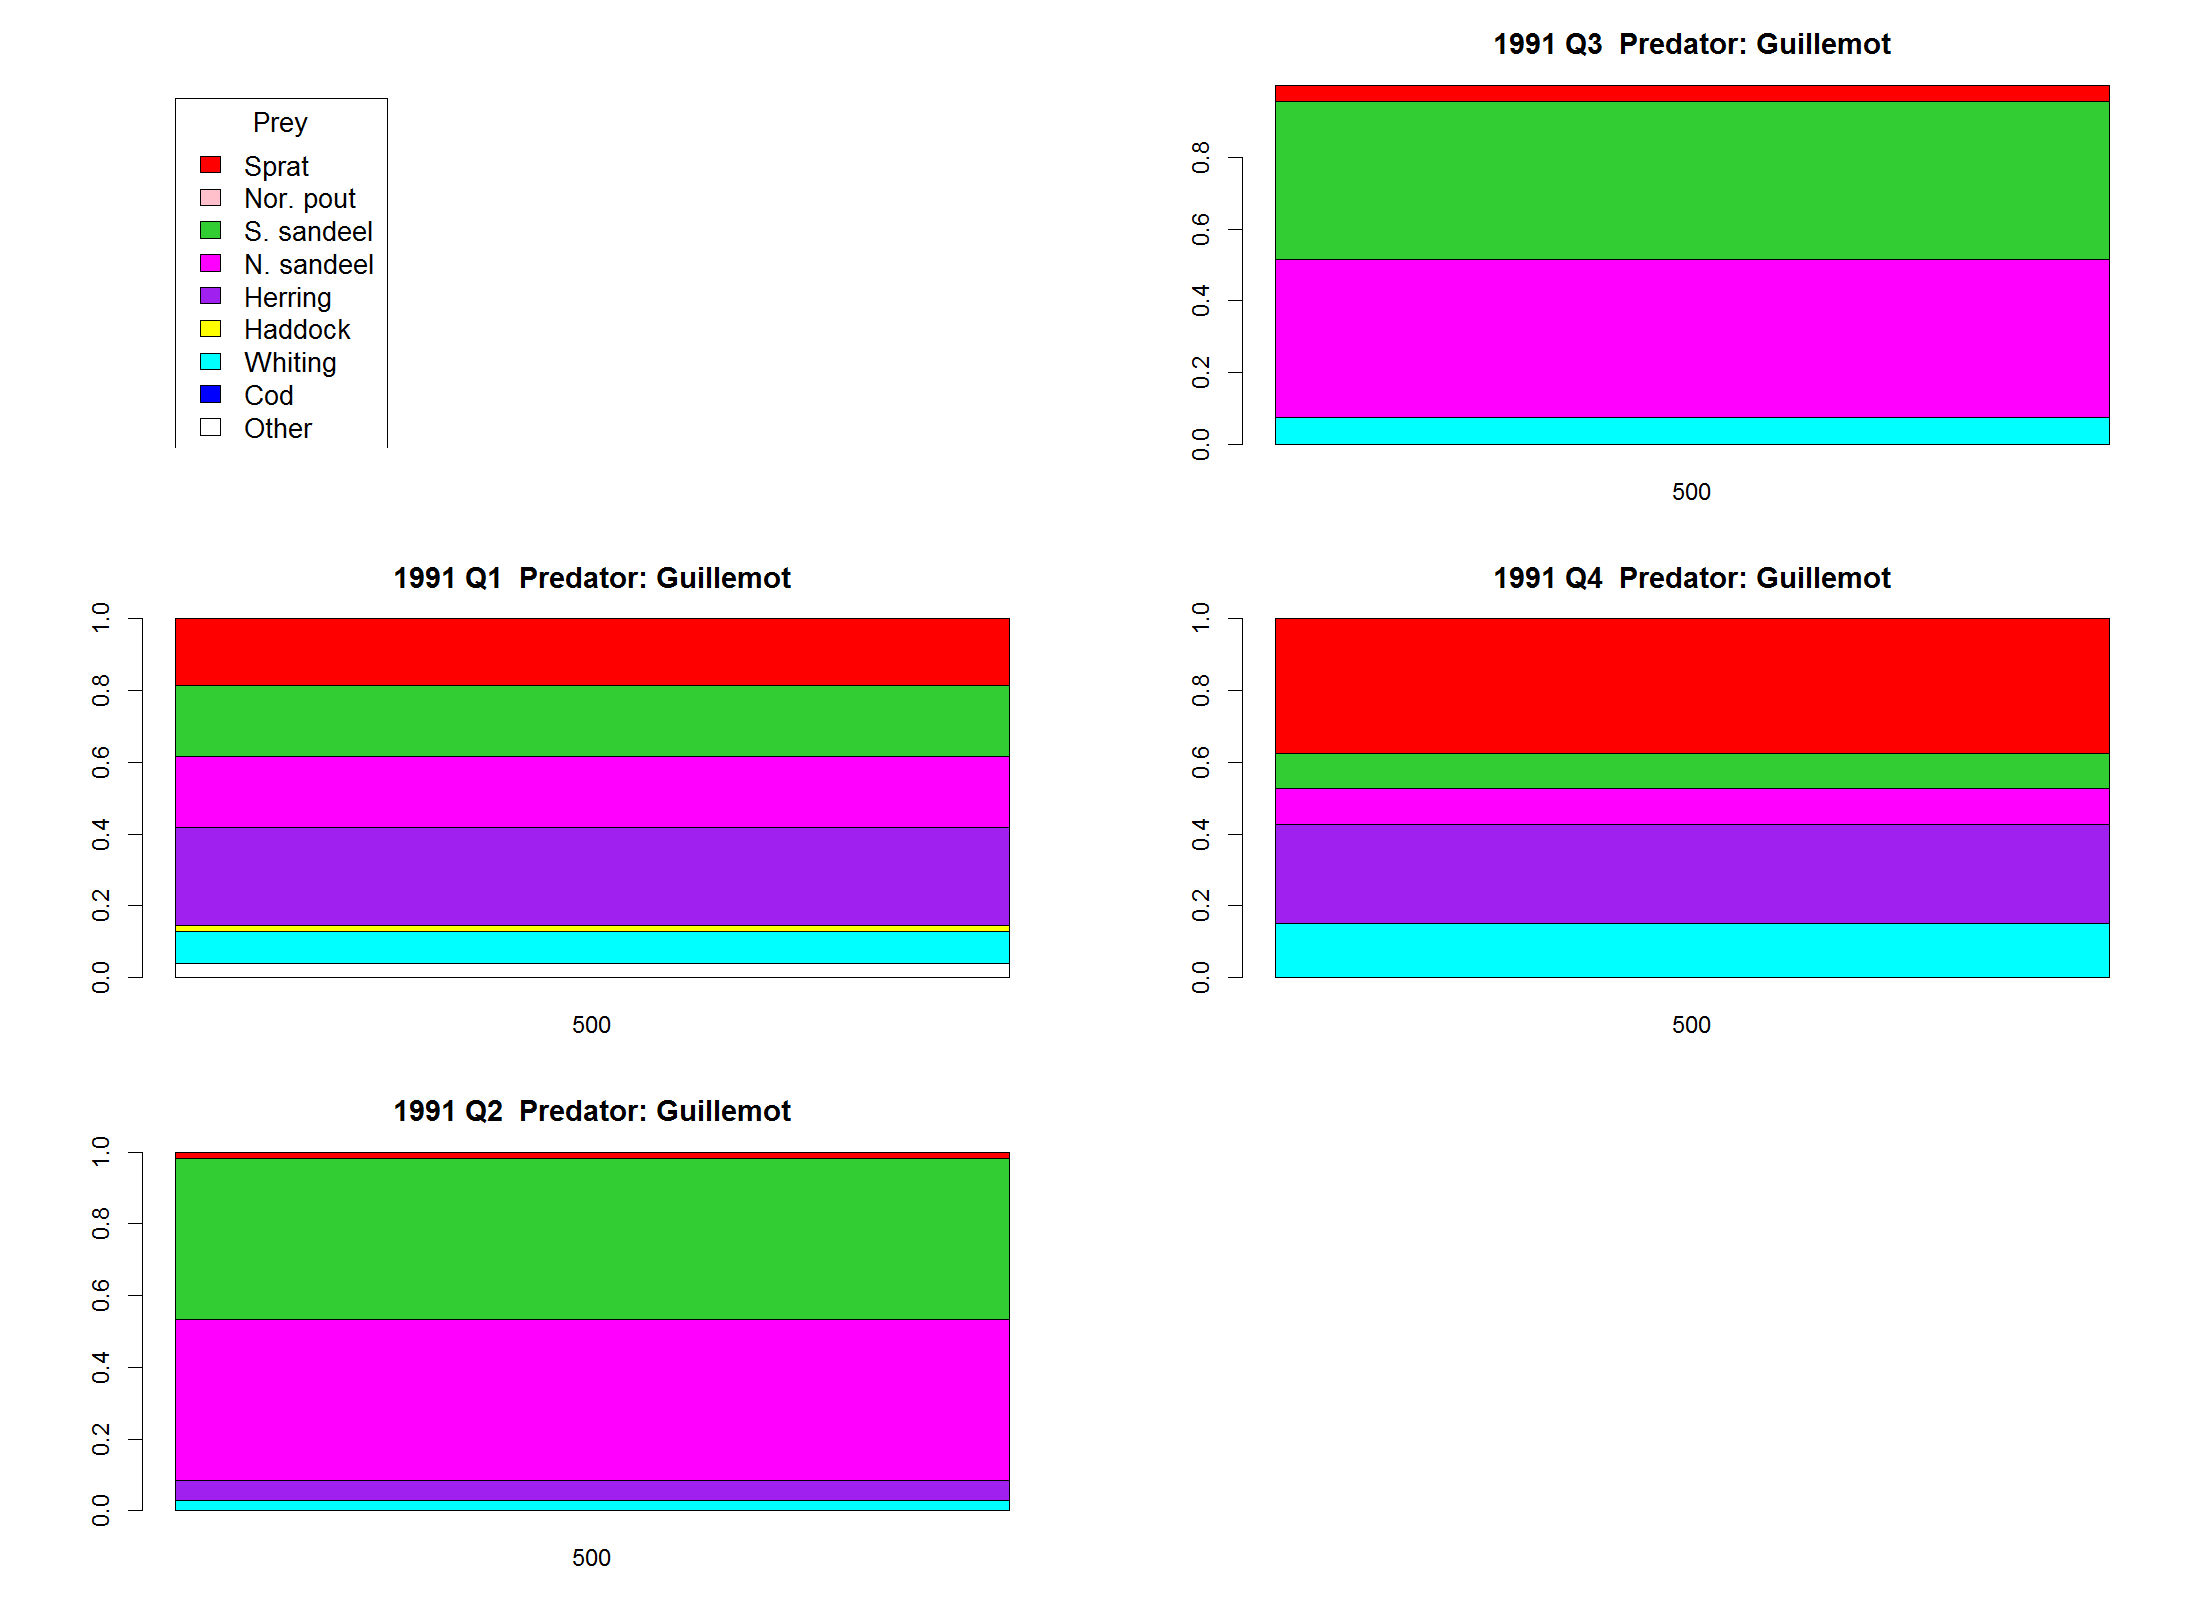 Prey
Sprat
Nor. pout
S. sandeel
N. sandeel
Herring
Haddock
Whiting
Cod
Other
1991 Q3  Predator: Guillemot
0.8
0.6
0.4
0.2
0.0
500
1991 Q1  Predator: Guillemot
1.0
0.8
0.6
0.4
0.2
0.0
500
1991 Q4  Predator: Guillemot
1.0
0.8
0.6
0.4
0.2
0.0
500
1991 Q2  Predator: Guillemot
1.0
0.8
0.6
0.4
0.2
0.0
500